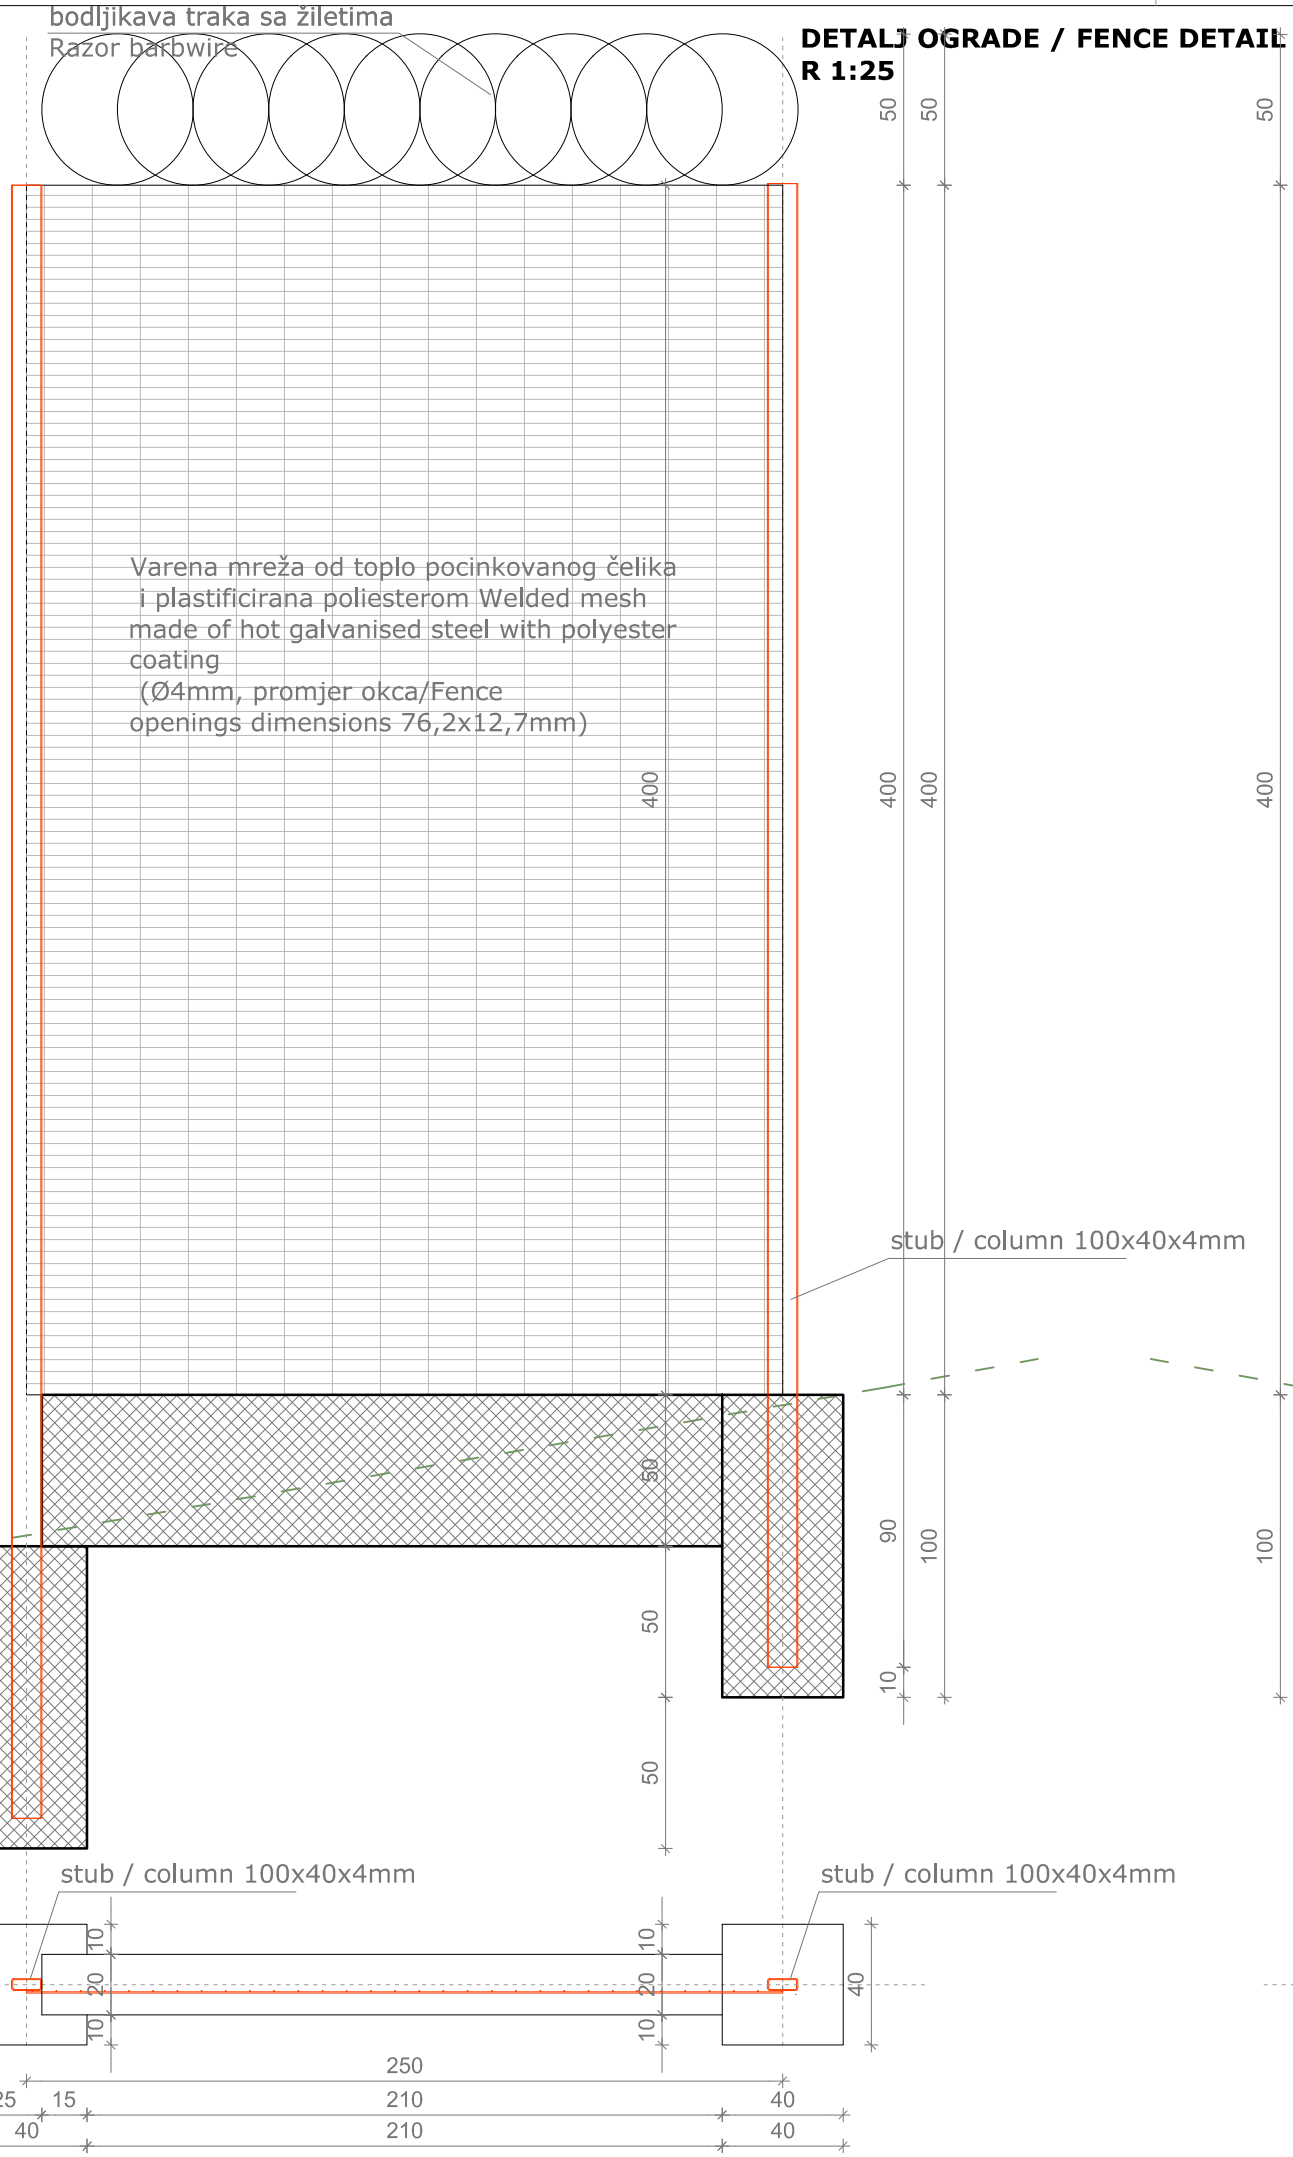 bodljikava traka sa žiletima
Razor barbwire
DETALJ OGRADE / FENCE DETAIL
R 1:25
50
50
50
Varena mreža od toplo pocinkovanog čelika
i plastificirana poliesterom Welded mesh
made of hot galvanised steel with polyester
coating
(Ø4mm, promjer okca/Fence
openings dimensions 76,2x12,7mm)
400
400
400
400
stub / column 100x40x4mm
50
90
100
100
50
10
50
stub / column 100x40x4mm
stub / column 100x40x4mm
10
10
20
20
40
10
10
250
25
15
210
40
40
210
40